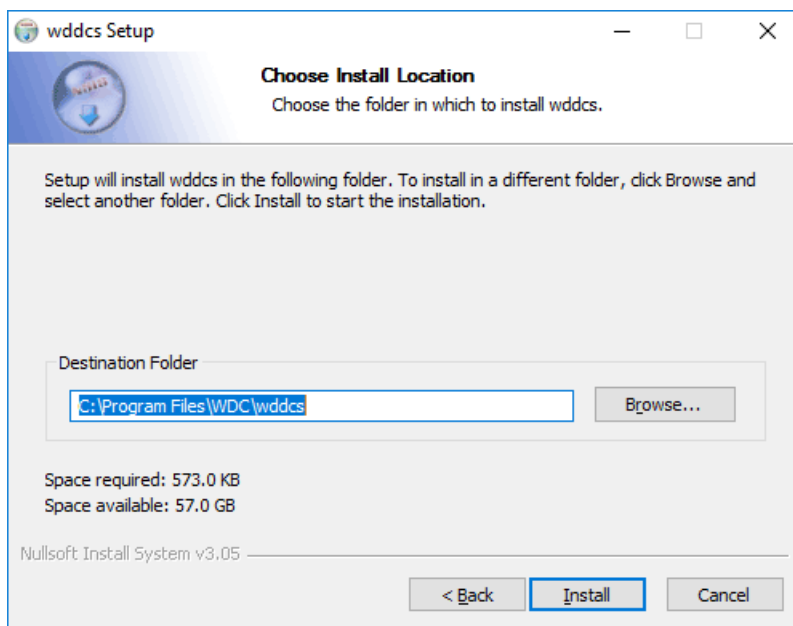 wddcs Setup
Choose Install Location
Choose the folder in which to install wddcs.
Setup will install wddcs in the following folder. To install in a different folder, click Browse and
select another folder. Click Install to start the installation.
Destination Folder
C:\Program Files\WDC\wddcs
Browse...
Space required: 573.0 KB
Space available: 57.0 GB
Nullsoft Install System v3.05
< Back
Install
Cancel